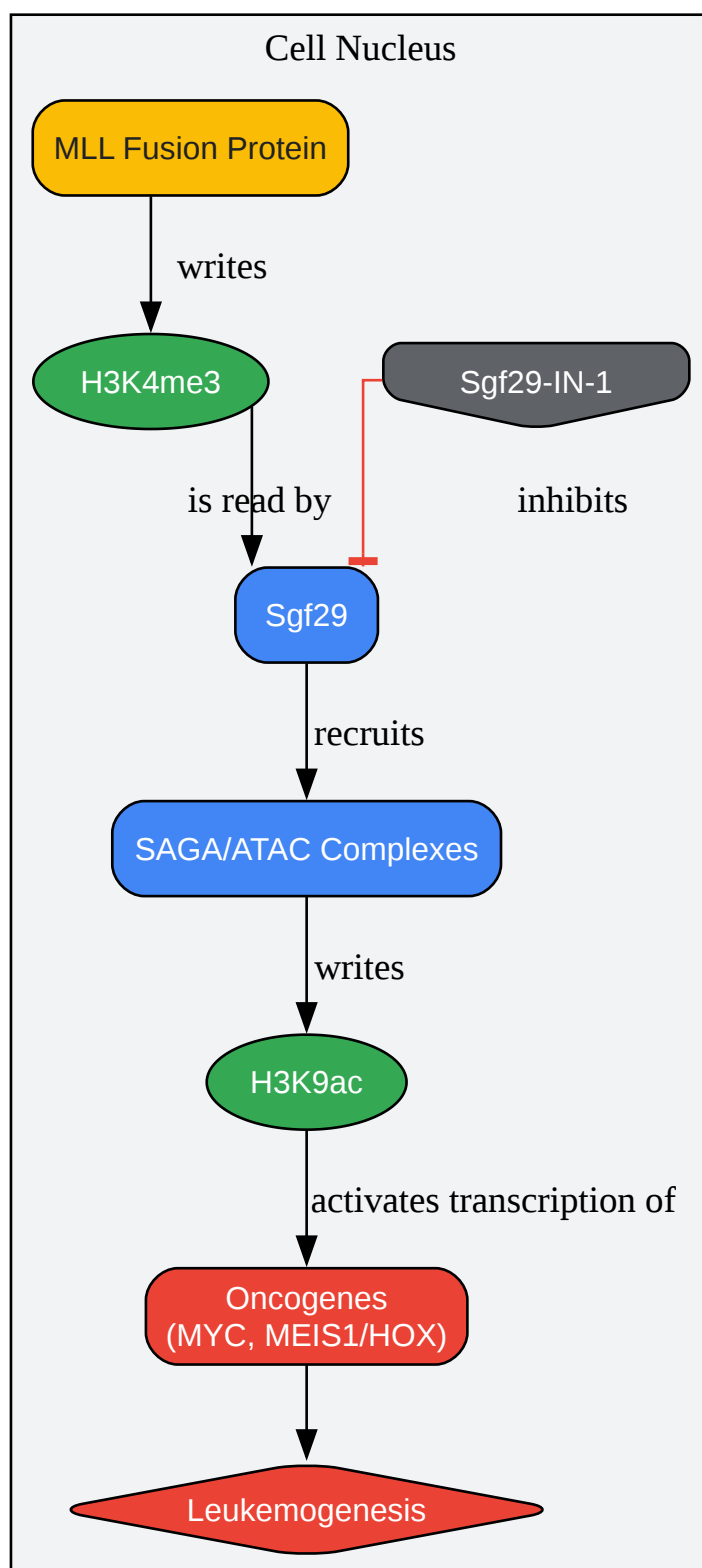 Cell Nucleus
MLL Fusion Protein
writes
H3K4me3
Sgf29-IN-1
is read by
inhibits
Sgf29
recruits
SAGA/ATAC Complexes
writes
H3K9ac
activates transcription of
Oncogenes
(MYC, MEIS1/HOX)
Leukemogenesis